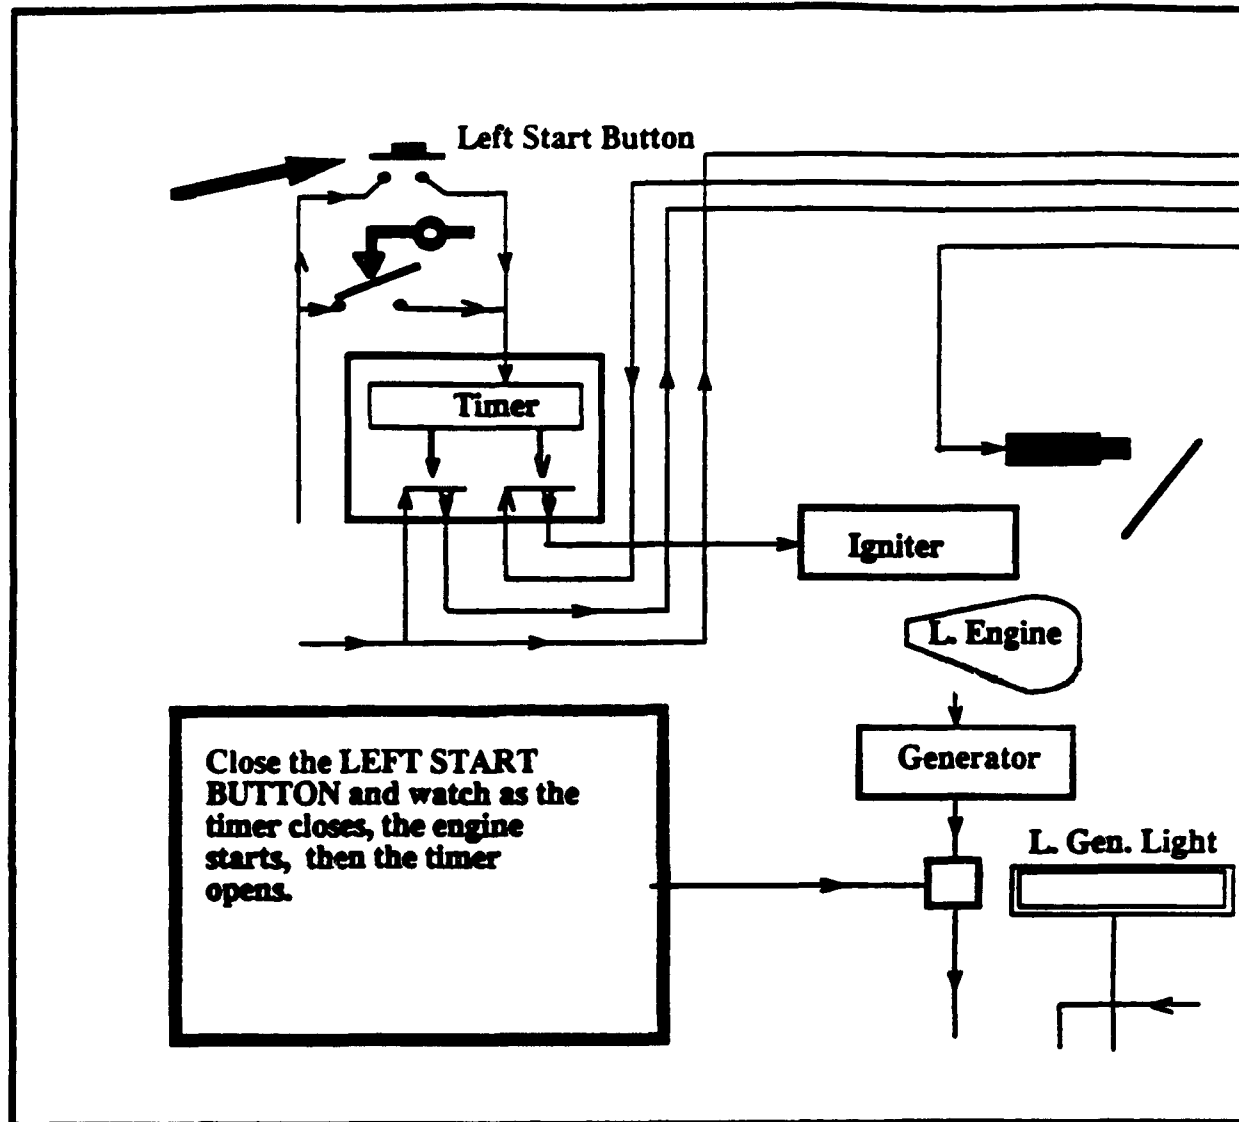 Left Start Button
Timer
Igniter
L. Engine
Generator
L. Gen. Light
Close the LEFT START
BUTTON and watch as the
timer closes, the engine
starts, then the timer
opens.